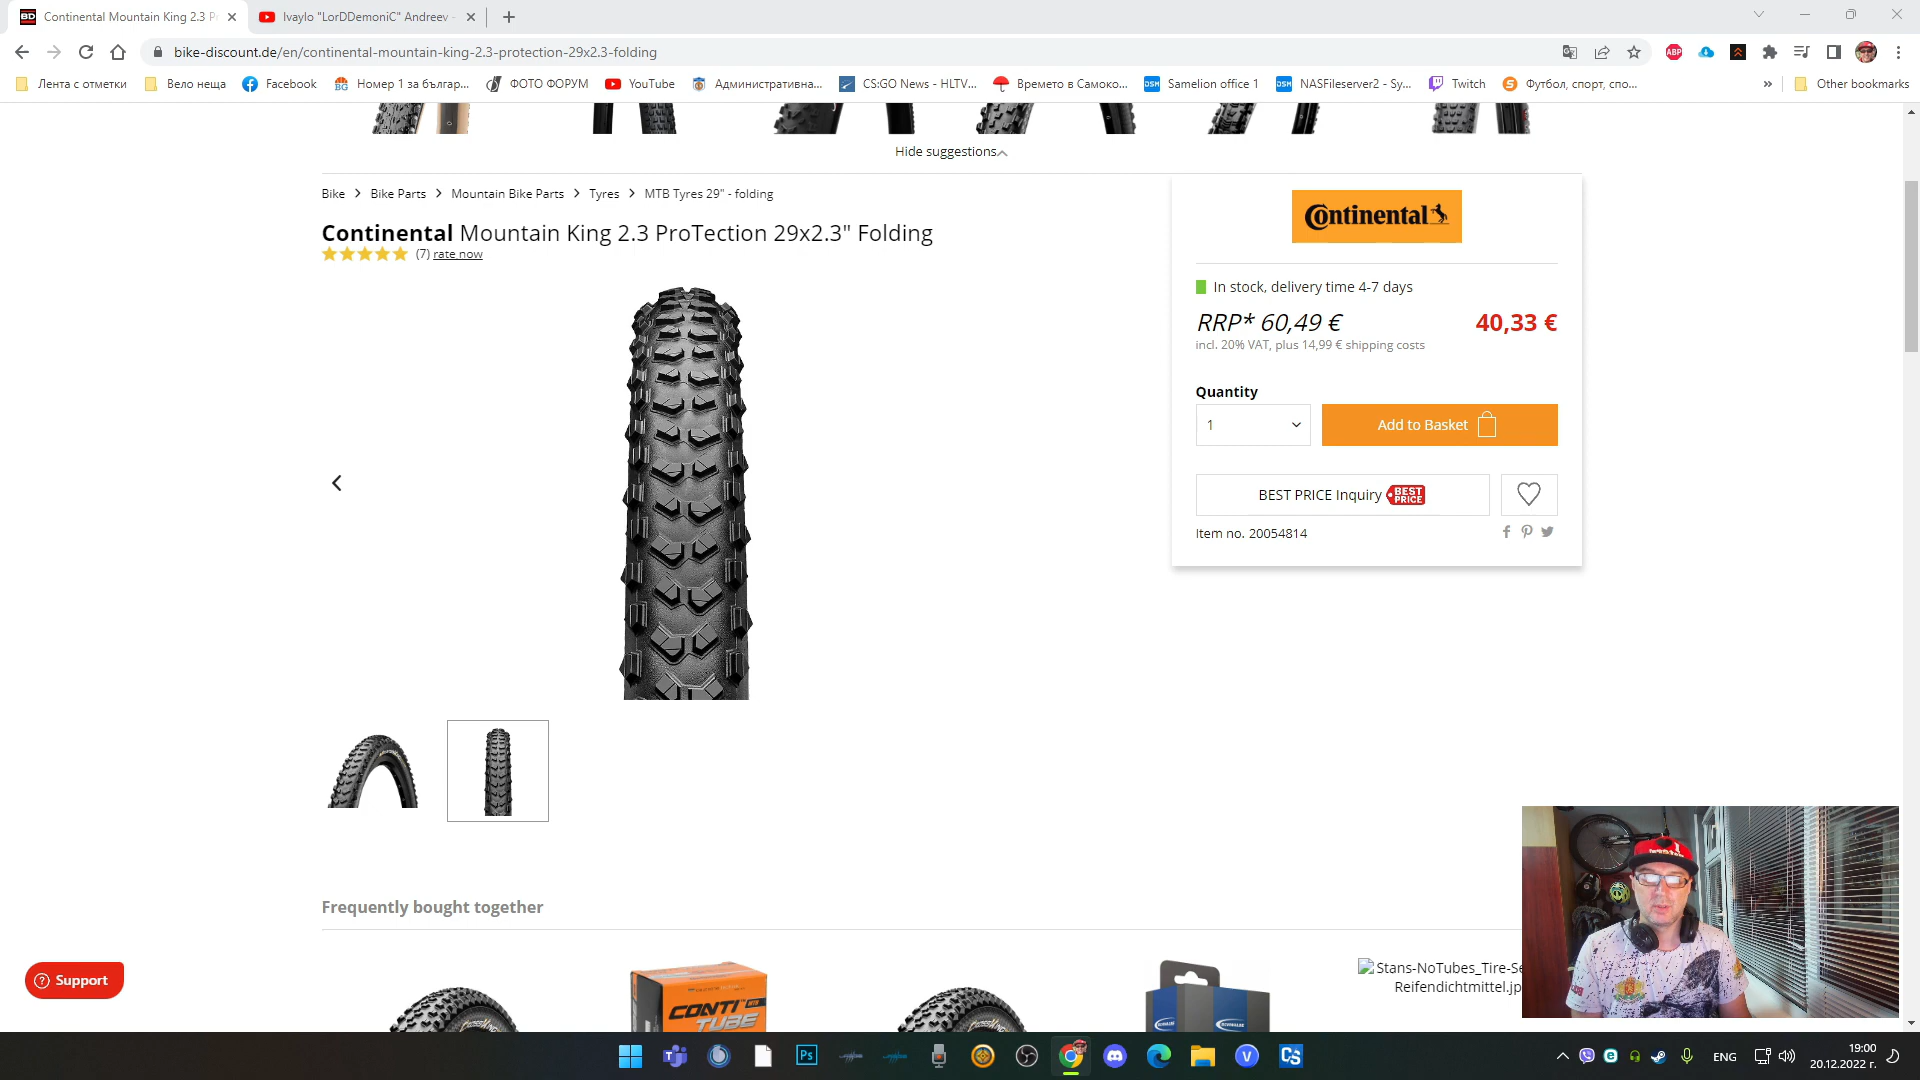 Continental Mountain King 2.3 Pr
Ivaylo "LorDDemoniC" Andreev -
bike-discount.de/en/continental-mountain-king-2.3-protection-29x2.3-folding
ABP
Лента с отметки
Вело неща
Facebook
Номер 1 за българ...
ФОТО ФОРУМ
YouTube
Административна...
CS:GO News - HLTV...
Времето в Самоко...
Samelion office 1
NASFileserver2 - Sy...
Twitch
Футбол, спорт, спо...
Other bookmarks
Hide suggestions
Bike > Bike Parts > Mountain Bike Parts > Tyres > MTB Tyres 29" - folding
Continental Mountain King 2.3 ProTection 29x2.3" Folding
(7) rate now
Continental
In stock, delivery time 4-7 days
RRP* 60,49 € 40,33 €
incl. 20% VAT, plus 14,99 € shipping costs
Quantity
1
Add to Basket
BEST PRICE Inquiry BEST PRICE
Item no. 20054814
Frequently bought together
Support
CONTI TUBE
SCHWALBE
Stans-NoTubes_Tire-Se
Reifendichtmittel.jp
ENG
19:00
20.12.2022 г.